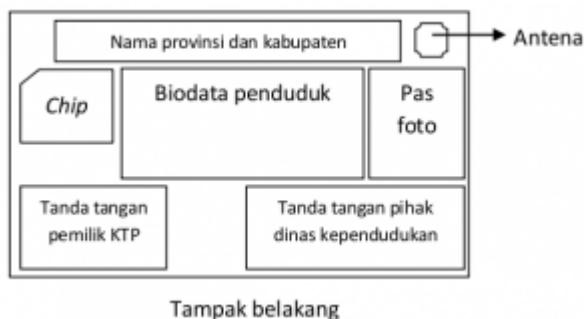 Nama provinsi dan kabupaten
Antena
Chip
Biodata penduduk
Pas
foto
Tanda tangan
pemilik KTP
Tanda tangan pihak
dinas kependudukan
Tampak belakang